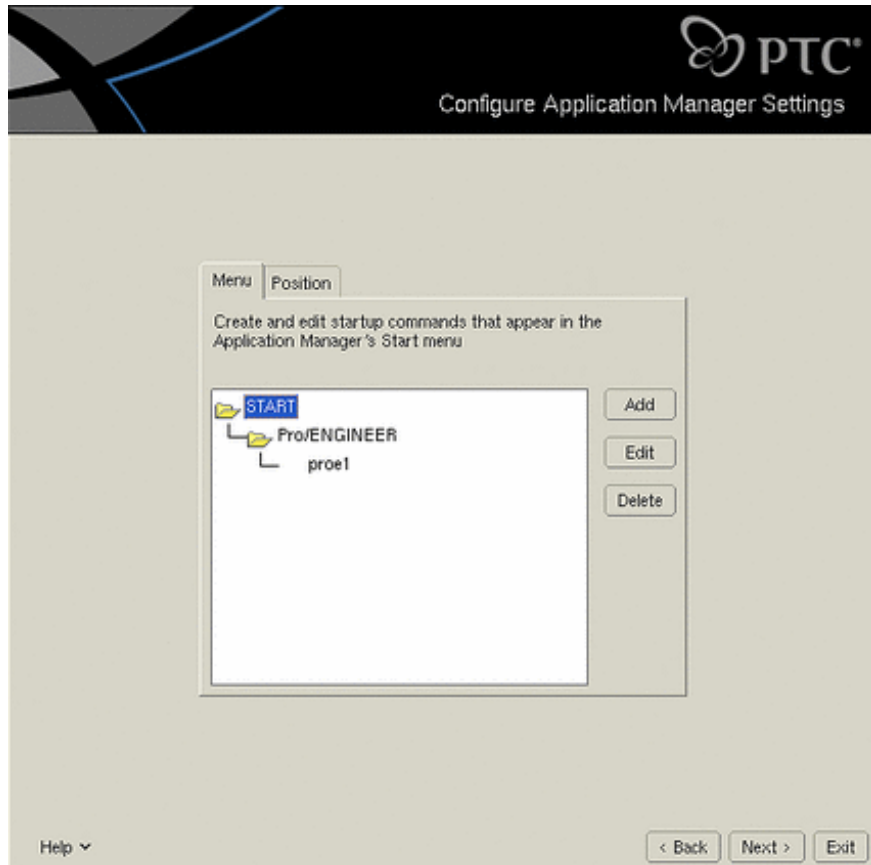 PTC®
Configure Application Manager Settings
Menu
Position
Create and edit startup commands that appear in the
Application Manager's Start menu
START
Pro/ENGINEER
proe1
Add
Edit
Delete
Help
< Back
Next >
Exit